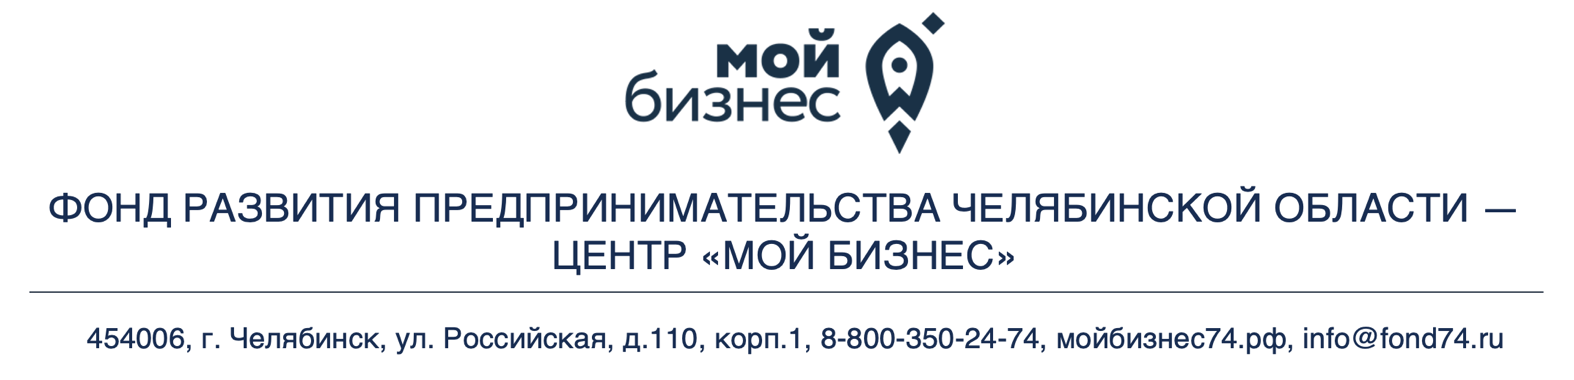 мой
бизнес
ФОНД РАЗВИТИЯ ПРЕДПРИНИМАТЕЛЬСТВА ЧЕЛЯБИНСКОЙ ОБЛАСТИ —
ЦЕНТР «МОЙ БИЗНЕС»
454006, г. Челябинск, ул. Российская, д.110, корп.1, 8-800-350-24-74, мойбизнес74.рф, info@fond74.ru